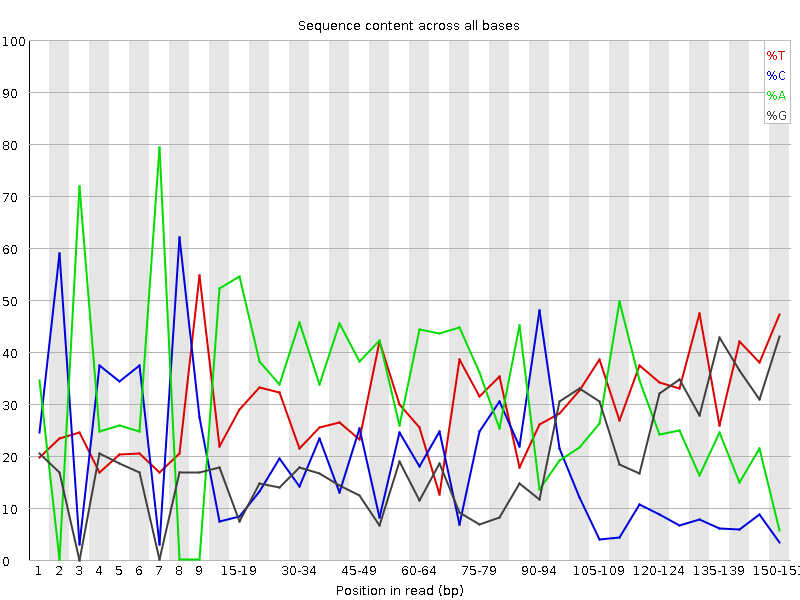 Sequence content across all bases
100
90
80
70
60
50
40
30
20
10
0
%T
%C
%A
%G
1 2 3 4 5 6 7 8 9 15-19 30-34 45-49 60-64 75-79 90-94 105-109 120-124 135-139 150-151
Position in read (bp)